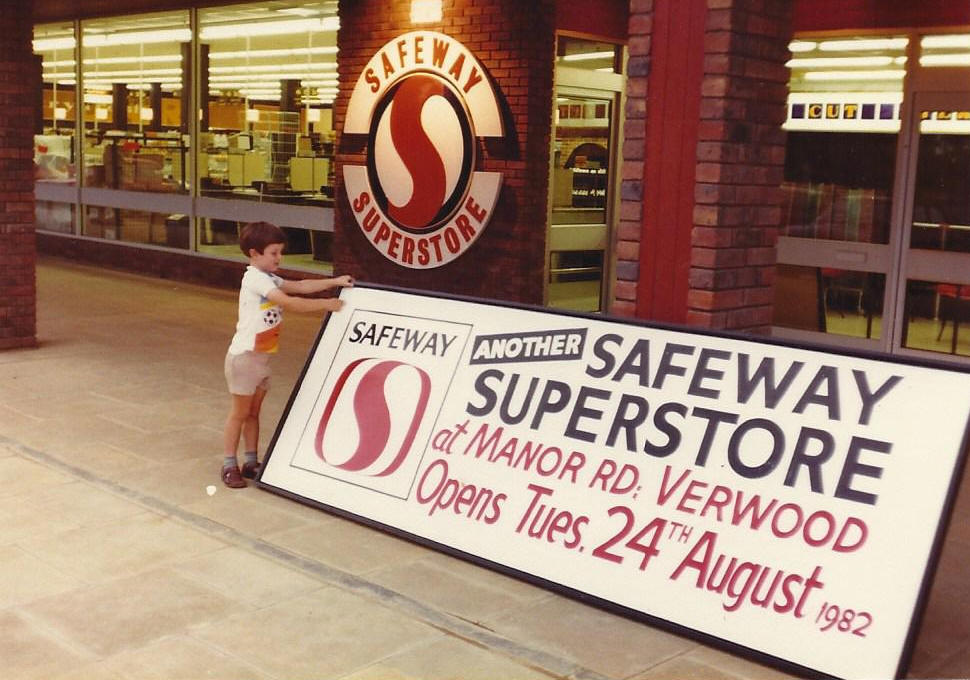 SAFEWAY
SUPERSTORE
CUT
SAFEWAY
ANOTHER SAFEWAY
SUPERSTORE
at MANOR RD: VERWOOD
Opens Tues. 24TH August 1982